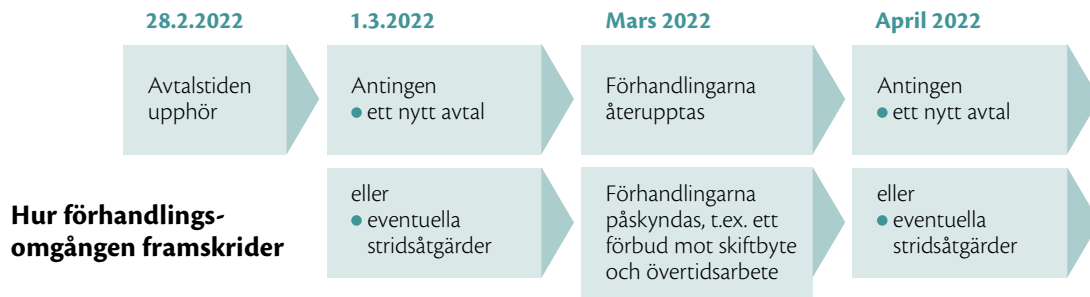 28.2.2022
1.3.2022
Mars 2022
April 2022
Avtalstiden
upphör
Antingen
• ett nytt avtal
Förhandlingarna
återupptas
Antingen
• ett nytt avtal
Hur förhandlings-
omgången framskrider
eller
• eventuella
stridsåtgärder
Förhandlingarna
påskyndas, t.ex. ett
förbud mot skiftbyte
och övertidsarbete
eller
• eventuella
stridsåtgärder